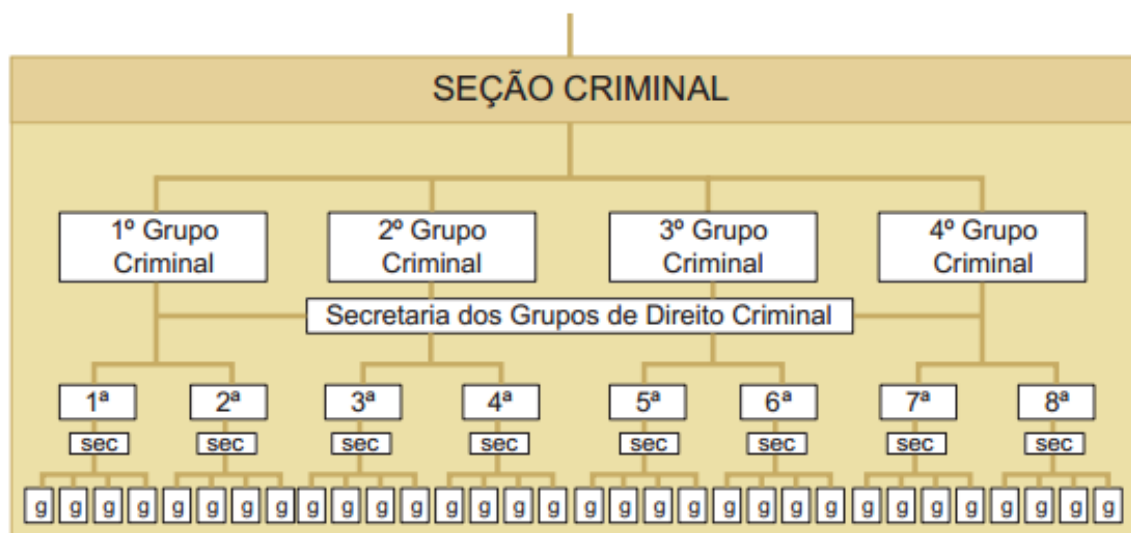 SEÇÃO CRIMINAL
1º Grupo Criminal
2º Grupo Criminal
3º Grupo Criminal
4º Grupo Criminal
Secretaria dos Grupos de Direito Criminal
1ª 2ª 3ª 4ª 5ª 6ª 7ª 8ª
sec sec sec sec sec sec sec sec
g g g g g g g g g g g g g g g g g g g g g g g g g g g g g g g g